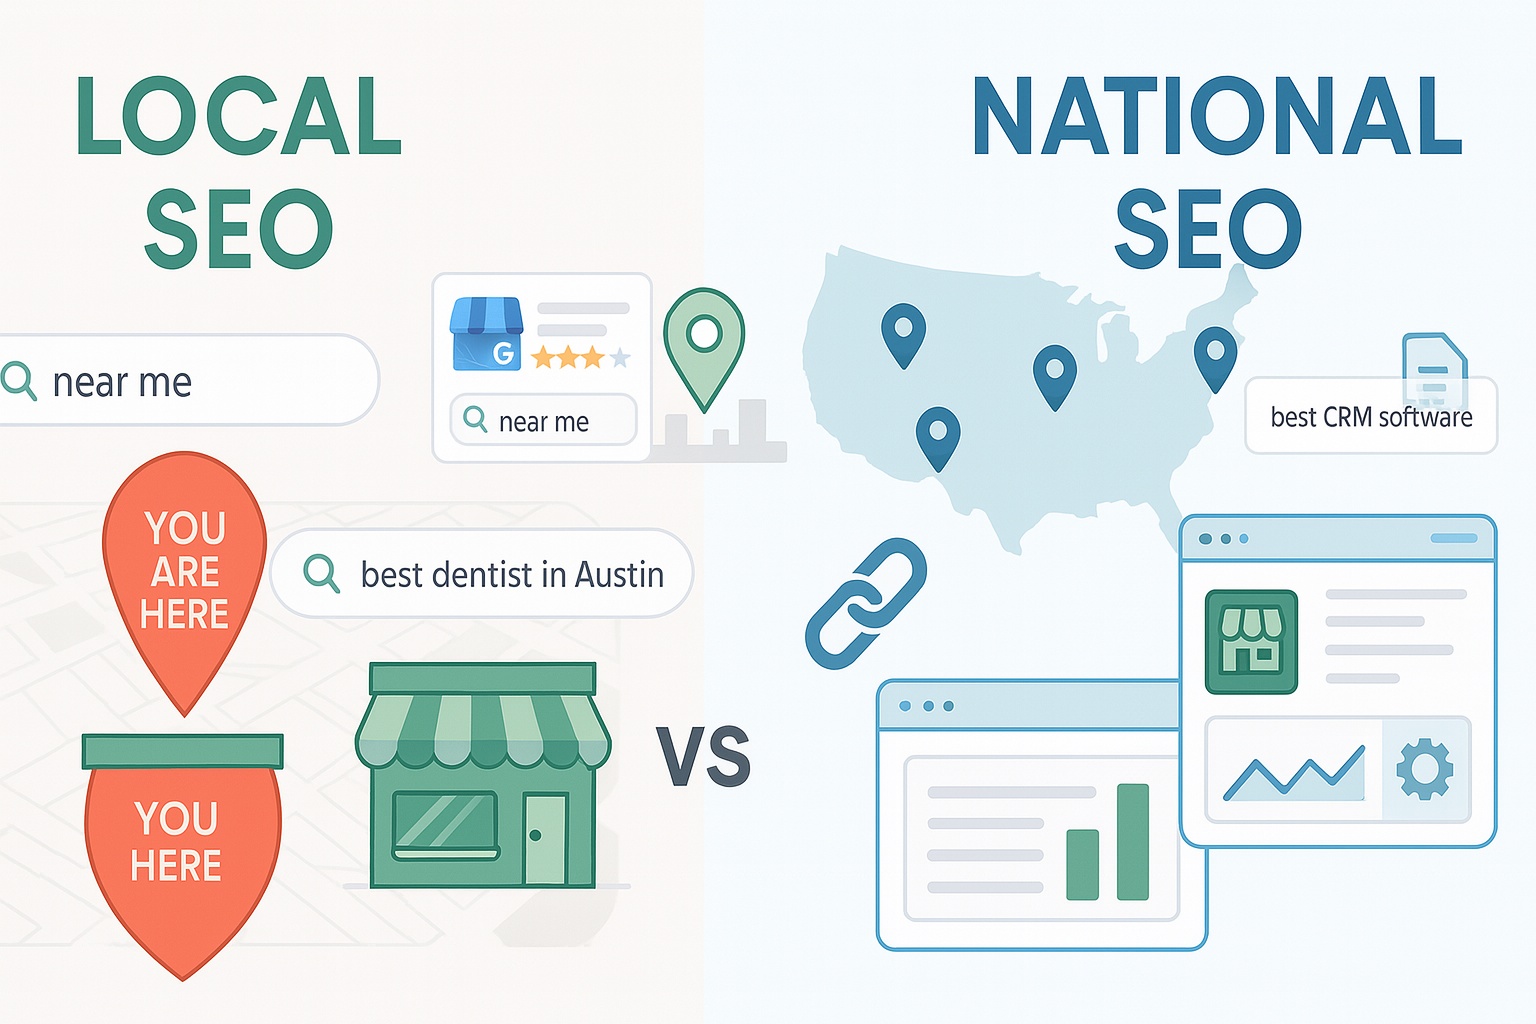 LOCAL
SEO
near me
G
near me
YOU
ARE
HERE
best dentist in Austin
YOU
HERE
VS
NATIONAL
SEO
best CRM software